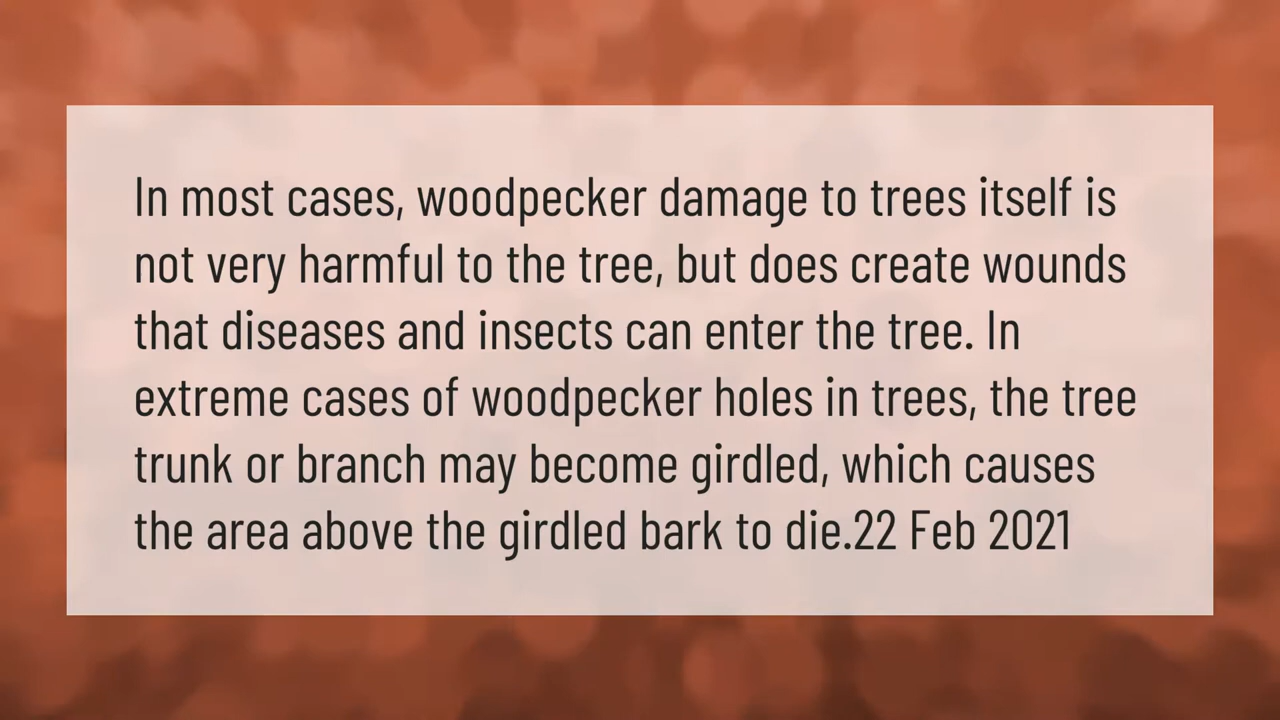 In most cases, woodpecker damage to trees itself is
not very harmful to the tree, but does create wounds
that diseases and insects can enter the tree. In
extreme cases of woodpecker holes in trees, the tree
trunk or branch may become girdled, which causes
the area above the girdled bark to die.22 Feb 2021